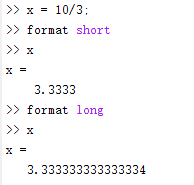 >> x = 10/3;
>> format short
>> x
x =
3.3333
>> format long
>> x
x =
3.333333333333334